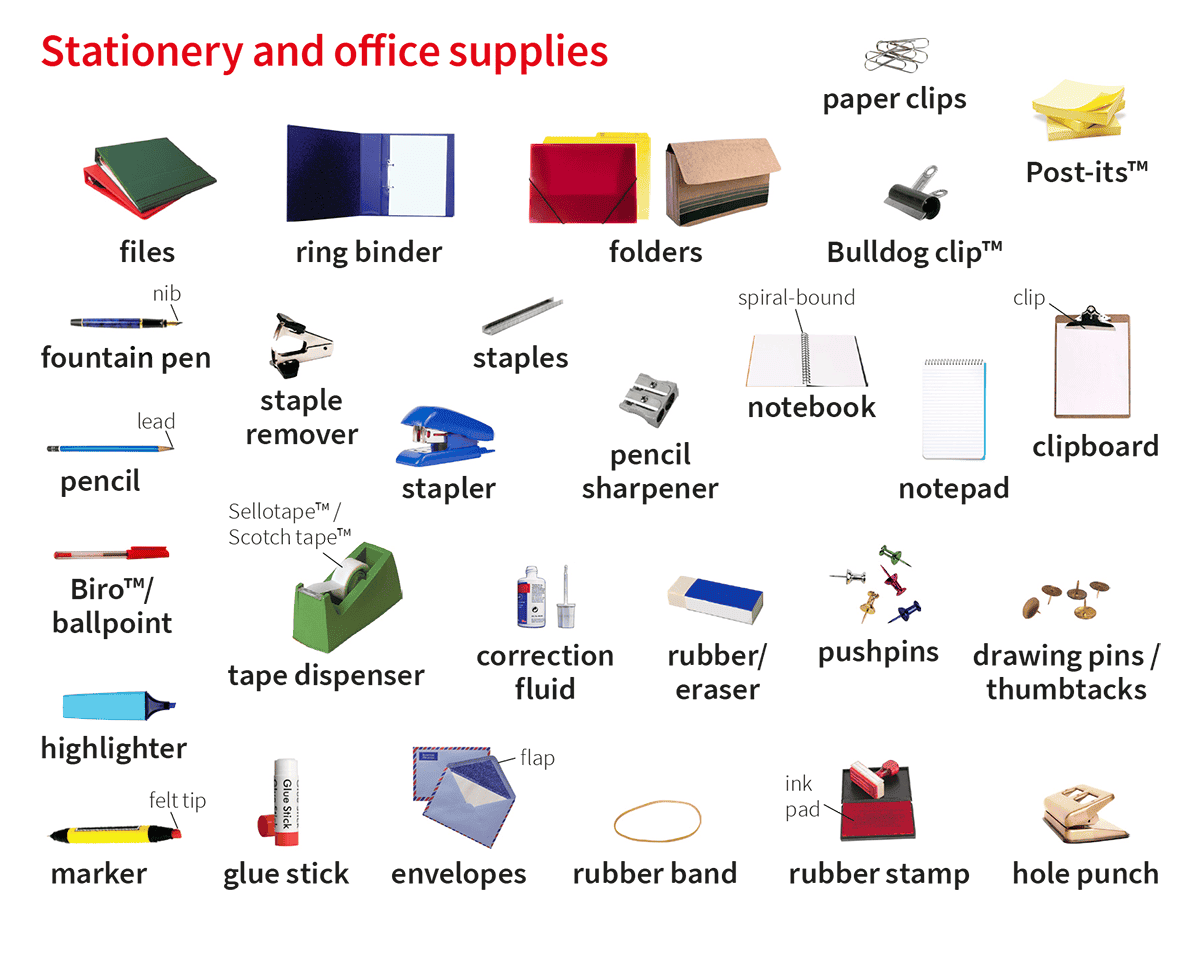 Stationery and office supplies
paper clips
Post-its™
files
ring binder
folders
Bulldog clip™
nib
fountain pen
staple
remover
staples
spiral-bound
notebook
clip
clipboard
lead
pencil
stapler
pencil
sharpener
notepad
Sellotape™ /
Scotch tape™
tape dispenser
Biro™/
ballpoint
correction
fluid
rubber/
eraser
pushpins
drawing pins /
thumbtacks
highlighter
felt tip
marker
Glue Stick
glue stick
flap
envelopes
rubber band
ink
pad
rubber stamp
hole punch